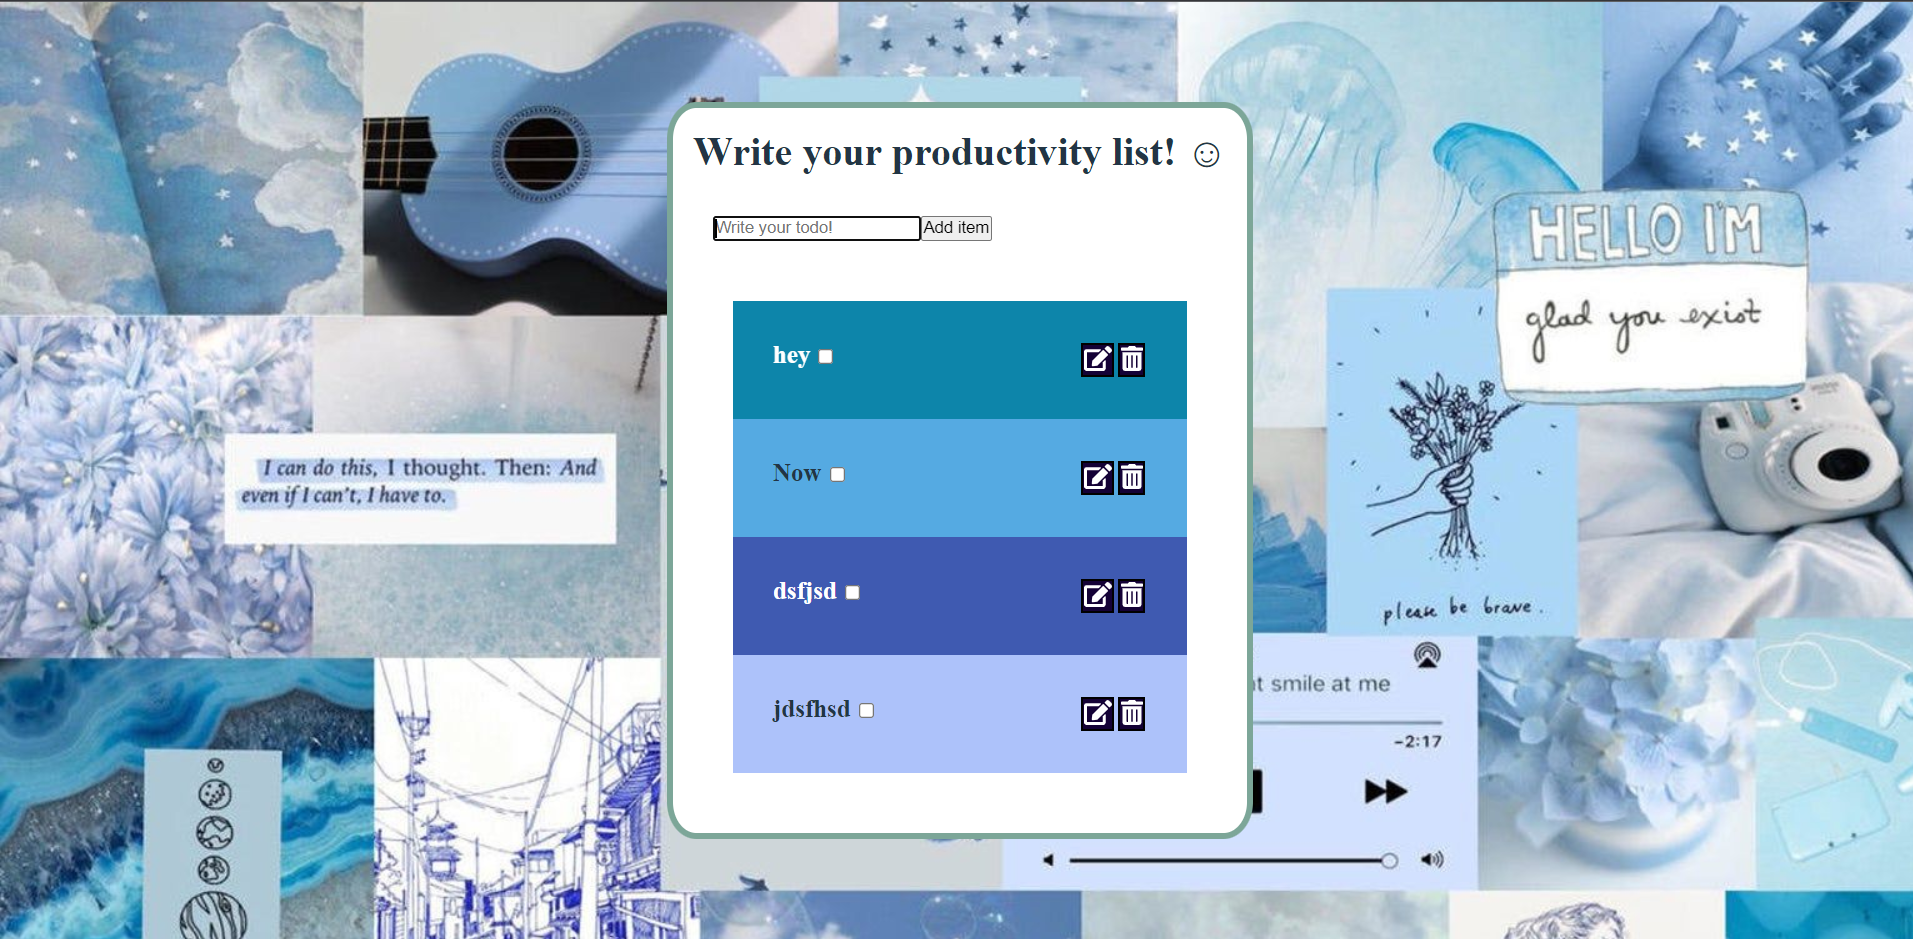 Write your productivity list! ☺
Write your todo!
Add item
hey
Now
dsfjsd
jdsfhsd
HELLO I'M
glad you exist
I can do this, I thought. Then: And
even if I can't, I have to.
please be brave.
t smile at me
-2:17